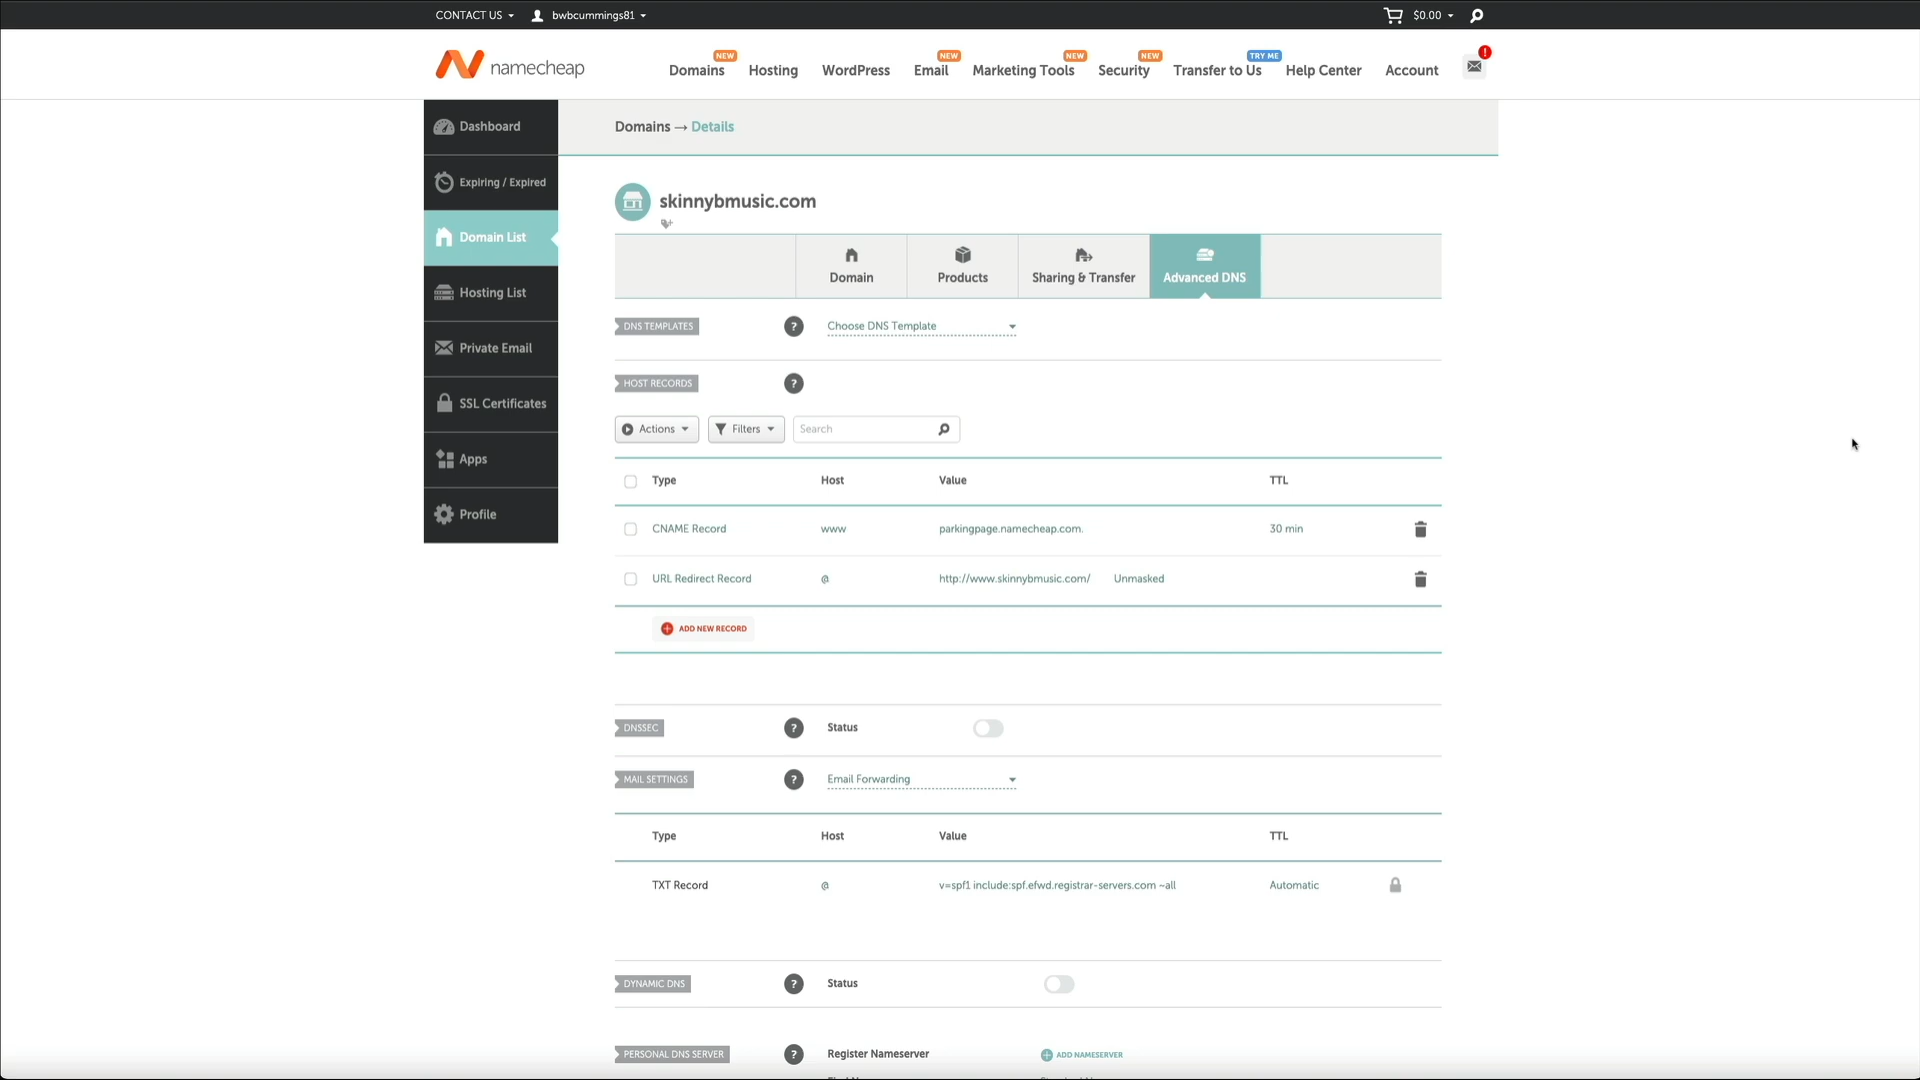 CONTACT US
bwbcummings81
$0.00
namecheap
NEW
Domains
Hosting
WordPress
NEW
Email
NEW
Marketing Tools
NEW
Security
TRY ME
Transfer to Us
Help Center
Account
!
Dashboard
Expiring / Expired
Domain List
Hosting List
Private Email
SSL Certificates
Apps
Profile
Domains → Details
skinnybmusic.com
Domain
Products
Sharing & Transfer
Advanced DNS
DNS TEMPLATES
?
Choose DNS Template
HOST RECORDS
?
Actions
Filters
Search
Type Host Value TTL
CNAME Record www parkingpage.namecheap.com. 30 min
URL Redirect Record @ http://www.skinnybmusic.com/ Unmasked
ADD NEW RECORD
DNSSEC
?
Status
MAIL SETTINGS
?
Email Forwarding
Type Host Value TTL
TXT Record @ v=spf1 include:spf.efwd.registrar-servers.com ~all Automatic
DYNAMIC DNS
?
Status
PERSONAL DNS SERVER
?
Register Nameserver
ADD NAMESERVER